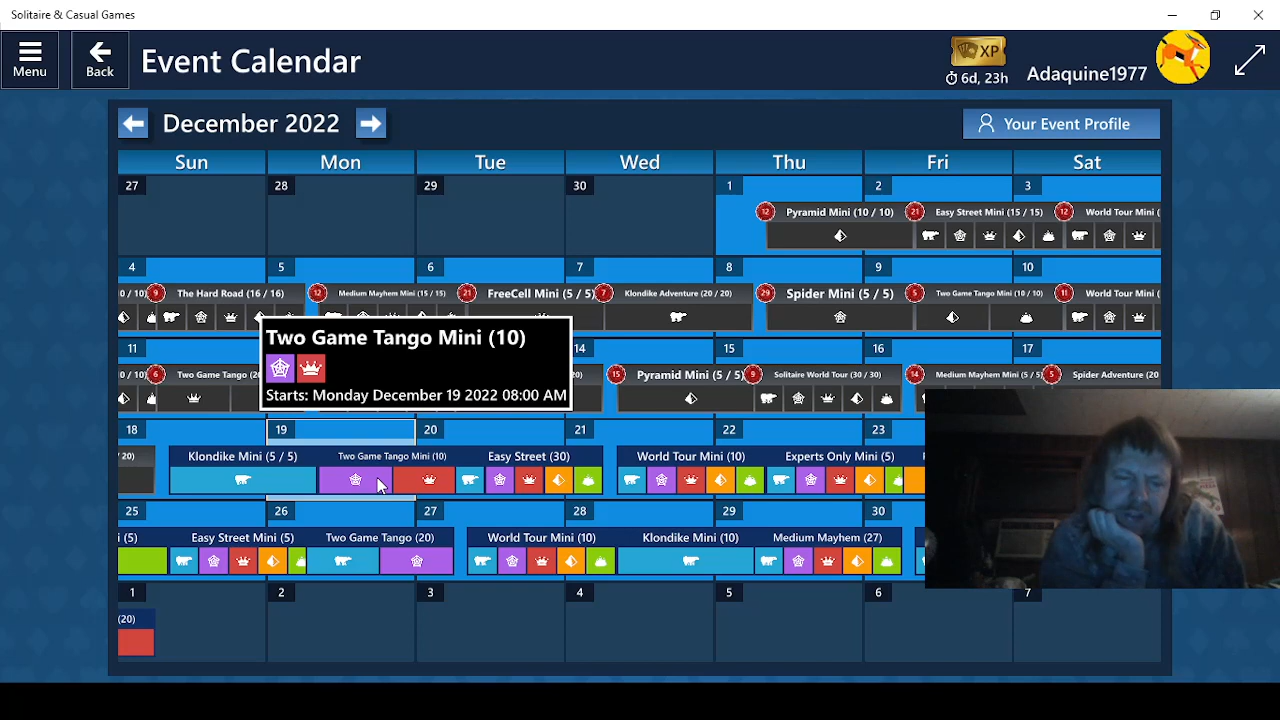 Solitaire & Casual Games
Menu
Back
Event Calendar
XP
6d, 23h
Adaquine1977
December 2022
Your Event Profile
Sun Mon Tue Wed Thu Fri Sat
27 28 29 30 1 2 3
12 Pyramid Mini (10 / 10) 21 Easy Street Mini (15 / 15) 12 World Tour Mini (
4 5 6 7 8 9 10
0 / 10) 9 The Hard Road (16 / 16) 12 Medium Mayhem Mini (15 / 15) 21 FreeCell Mini (5 / 5) 7 Klondike Adventure (20 / 20) 29 Spider Mini (5 / 5) 5 Two Game Tango Mini (10 / 10) 11 World Tour Mini (
Two Game Tango Mini (10)
Starts: Monday December 19 2022 08:00 AM
11 14 15 16 17
6 Two Game Tango (20 / 20) 15 Pyramid Mini (5 / 5) 9 Solitaire World Tour (30 / 30) 14 Medium Mayhem Mini (5 / 5) 5 Spider Adventure (20
18 19 20 21 22 23
20) Klondike Mini (5 / 5) Two Game Tango Mini (10) Easy Street (30) World Tour Mini (10) Experts Only Mini (5)
25 26 27 28 29 30
i (5) Easy Street Mini (5) Two Game Tango (20) World Tour Mini (10) Klondike Mini (10) Medium Mayhem (27)
1 2 3 4 5 6 7
(20)